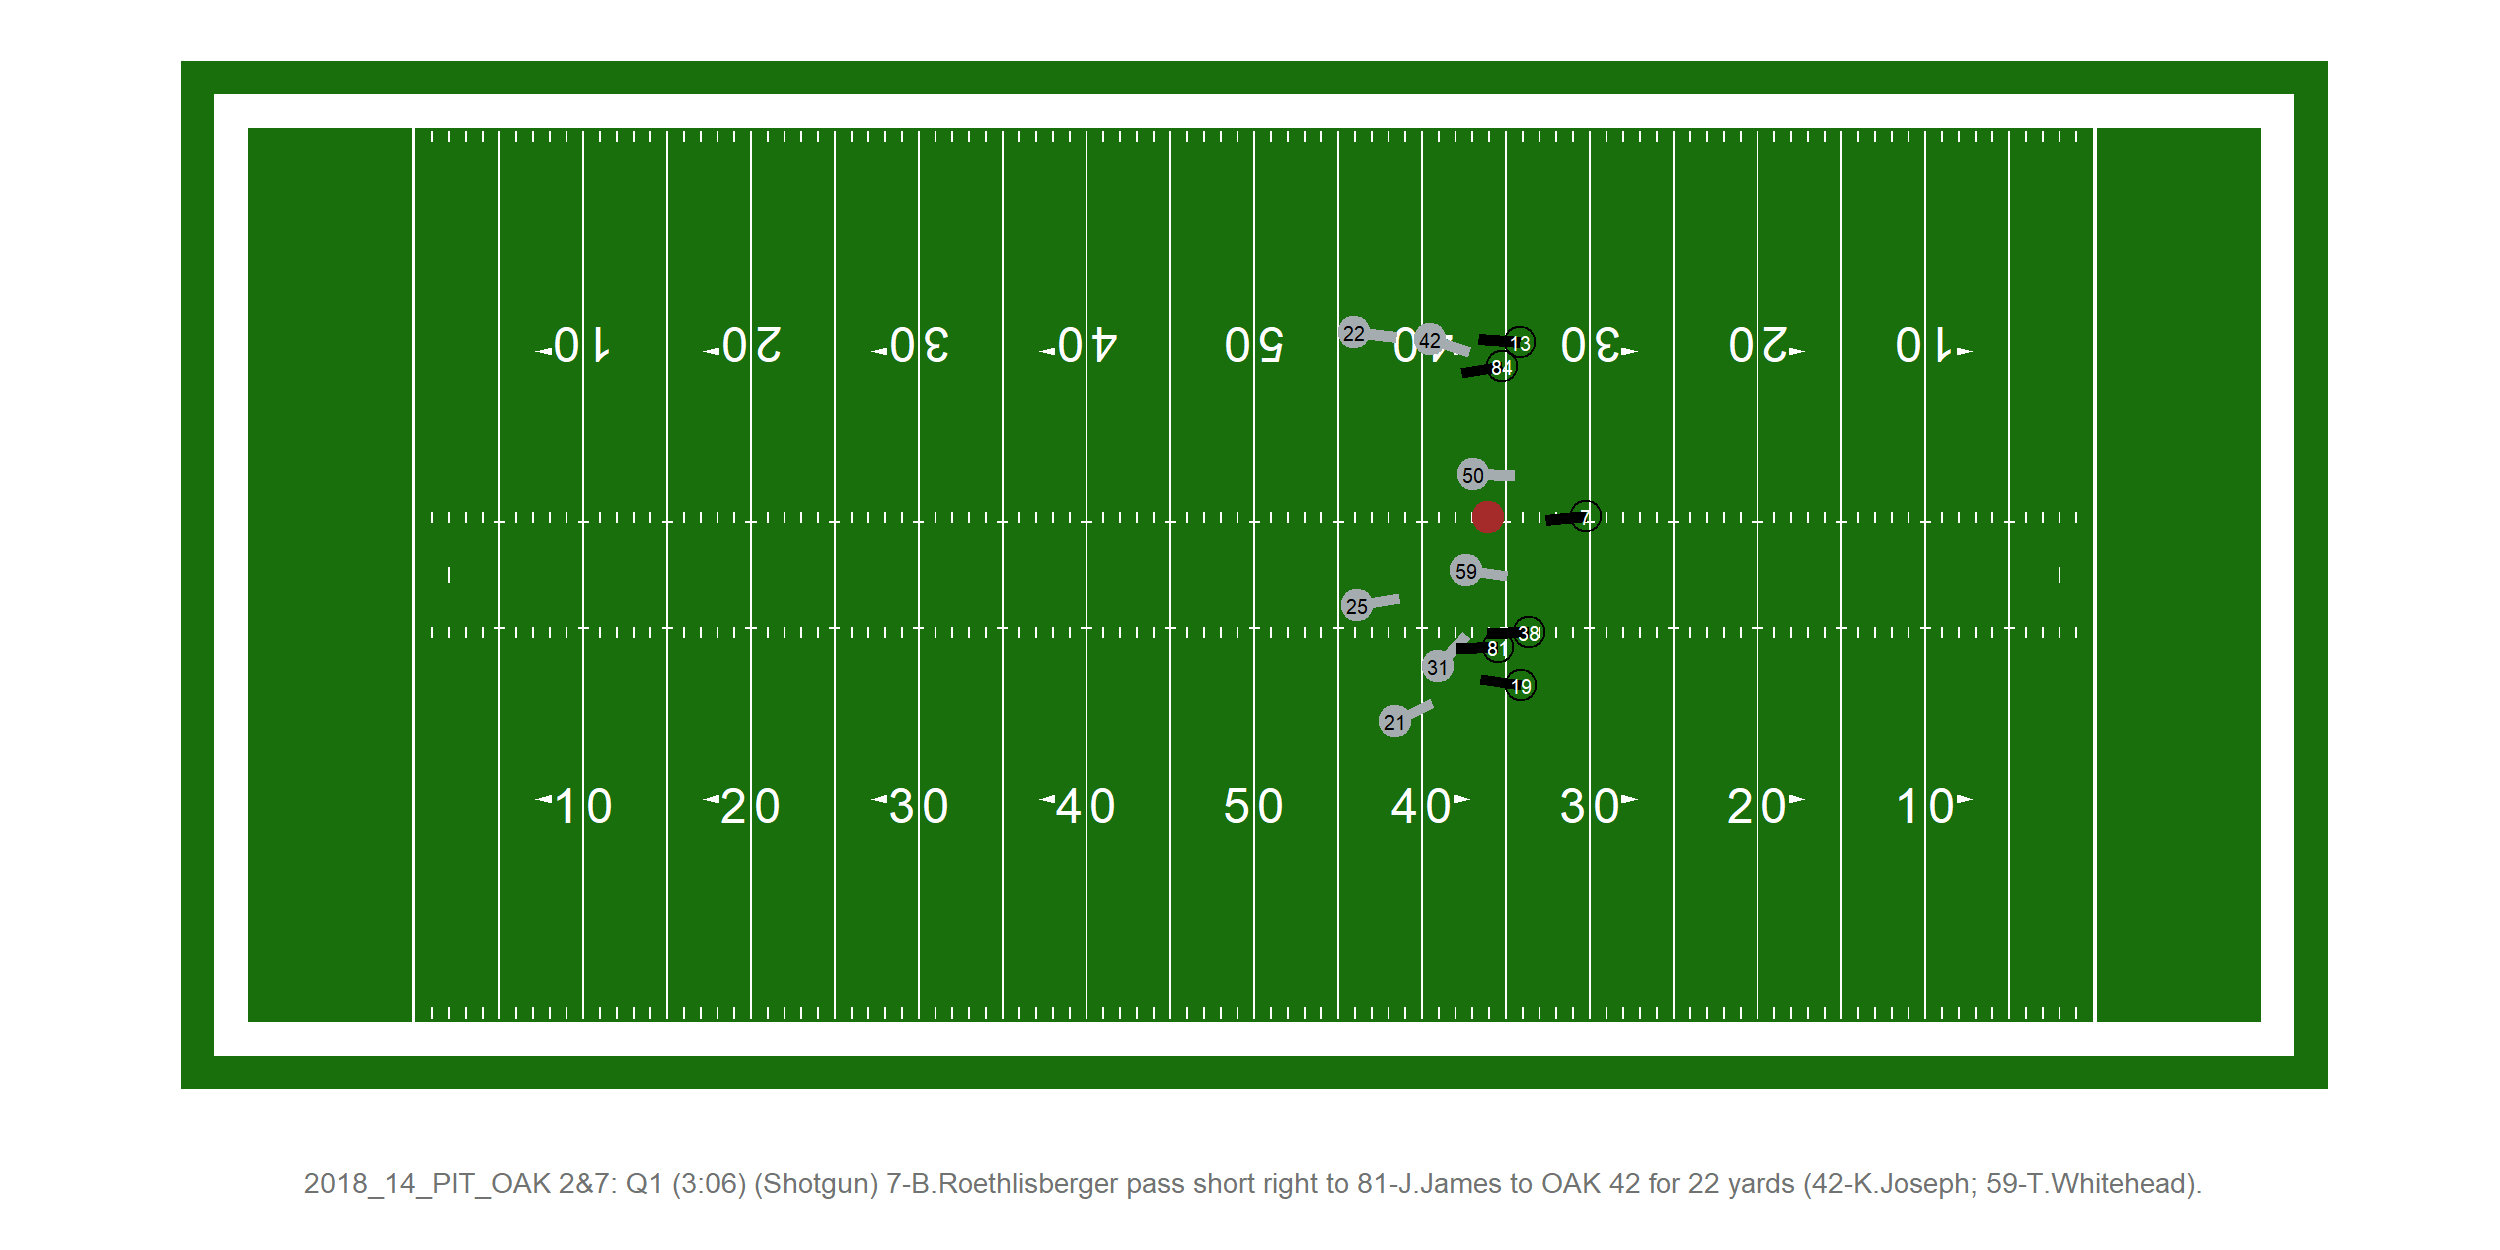 10 20 30 40 50 40 30 20 10
22 42 13
84
50
7
59
25
38
81
31
19
21
10 20 30 40 50 40 30 20 10
2018_14_PIT_OAK 2&7: Q1 (3:06) (Shotgun) 7-B.Roethlisberger pass short right to 81-J.James to OAK 42 for 22 yards (42-K.Joseph; 59-T.Whitehead).